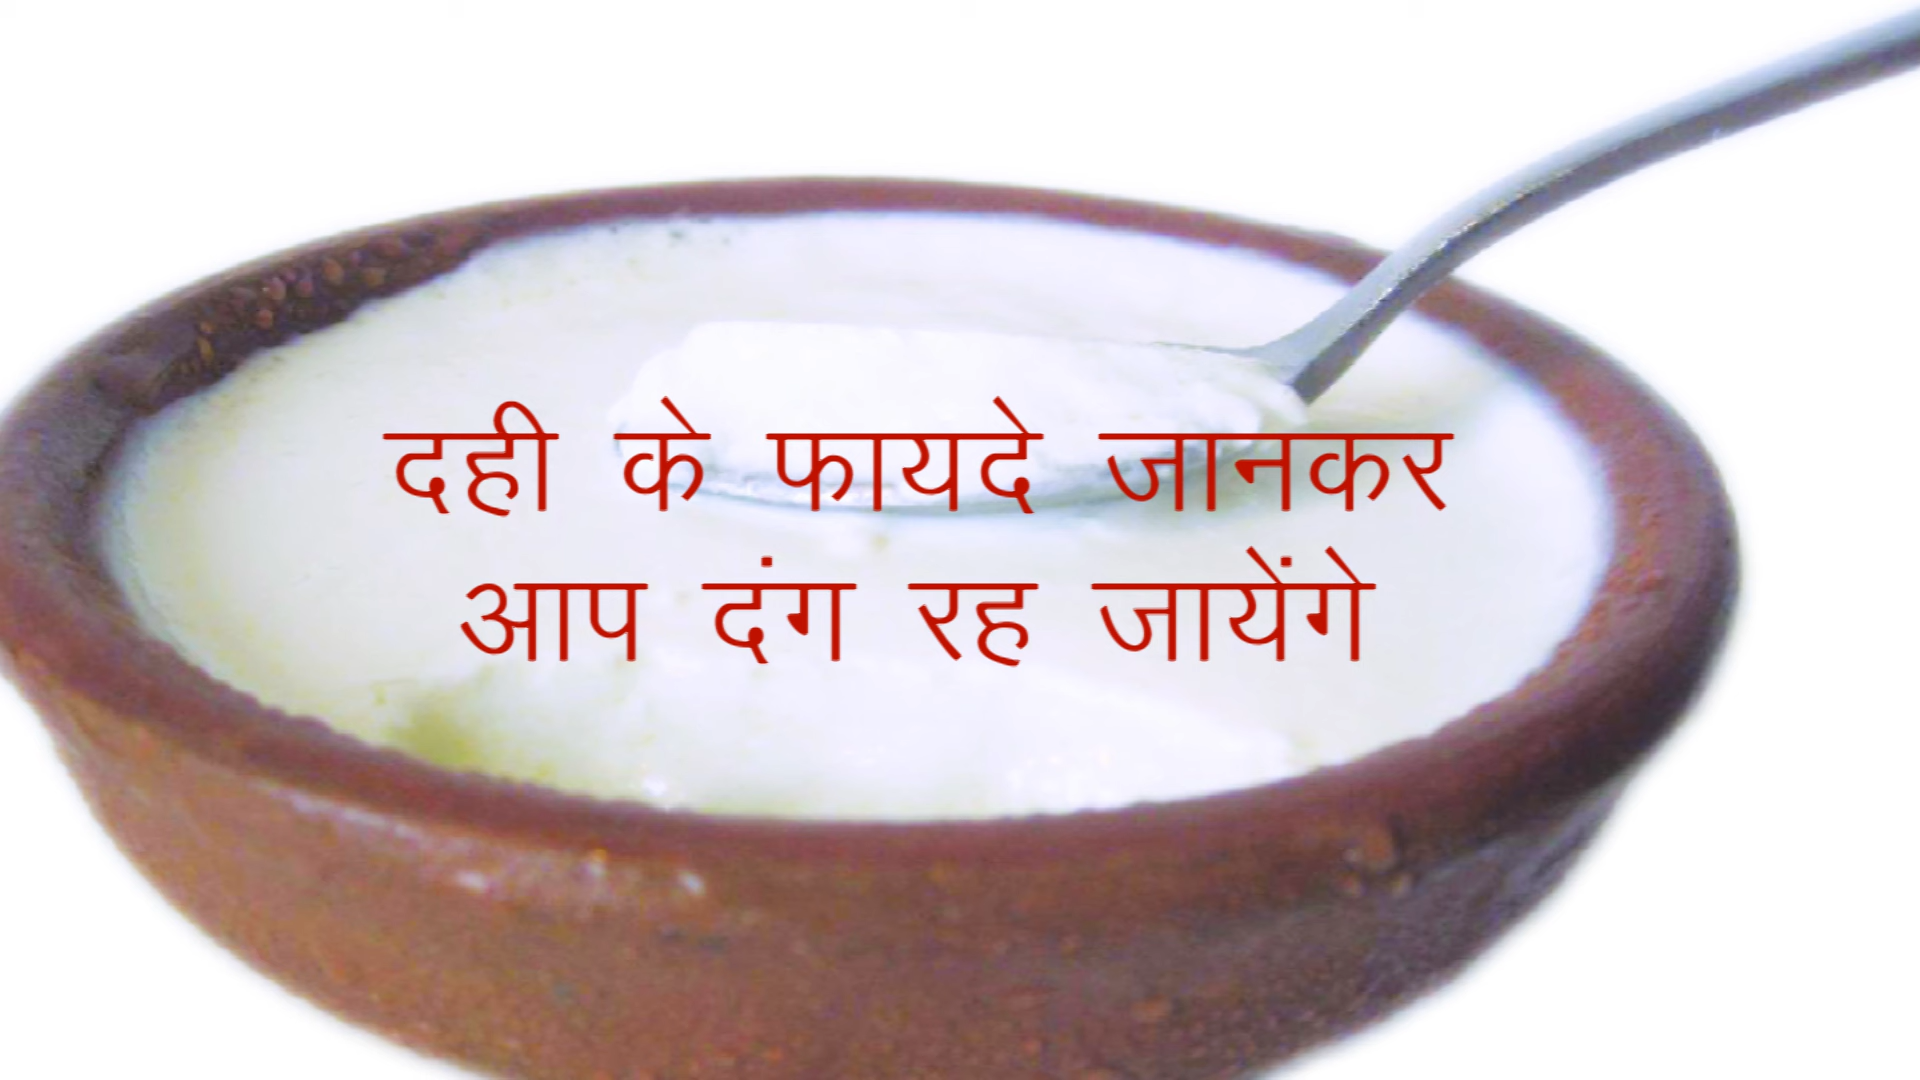 दही के फायदे जानकर
आप दंग रह जायेंगे